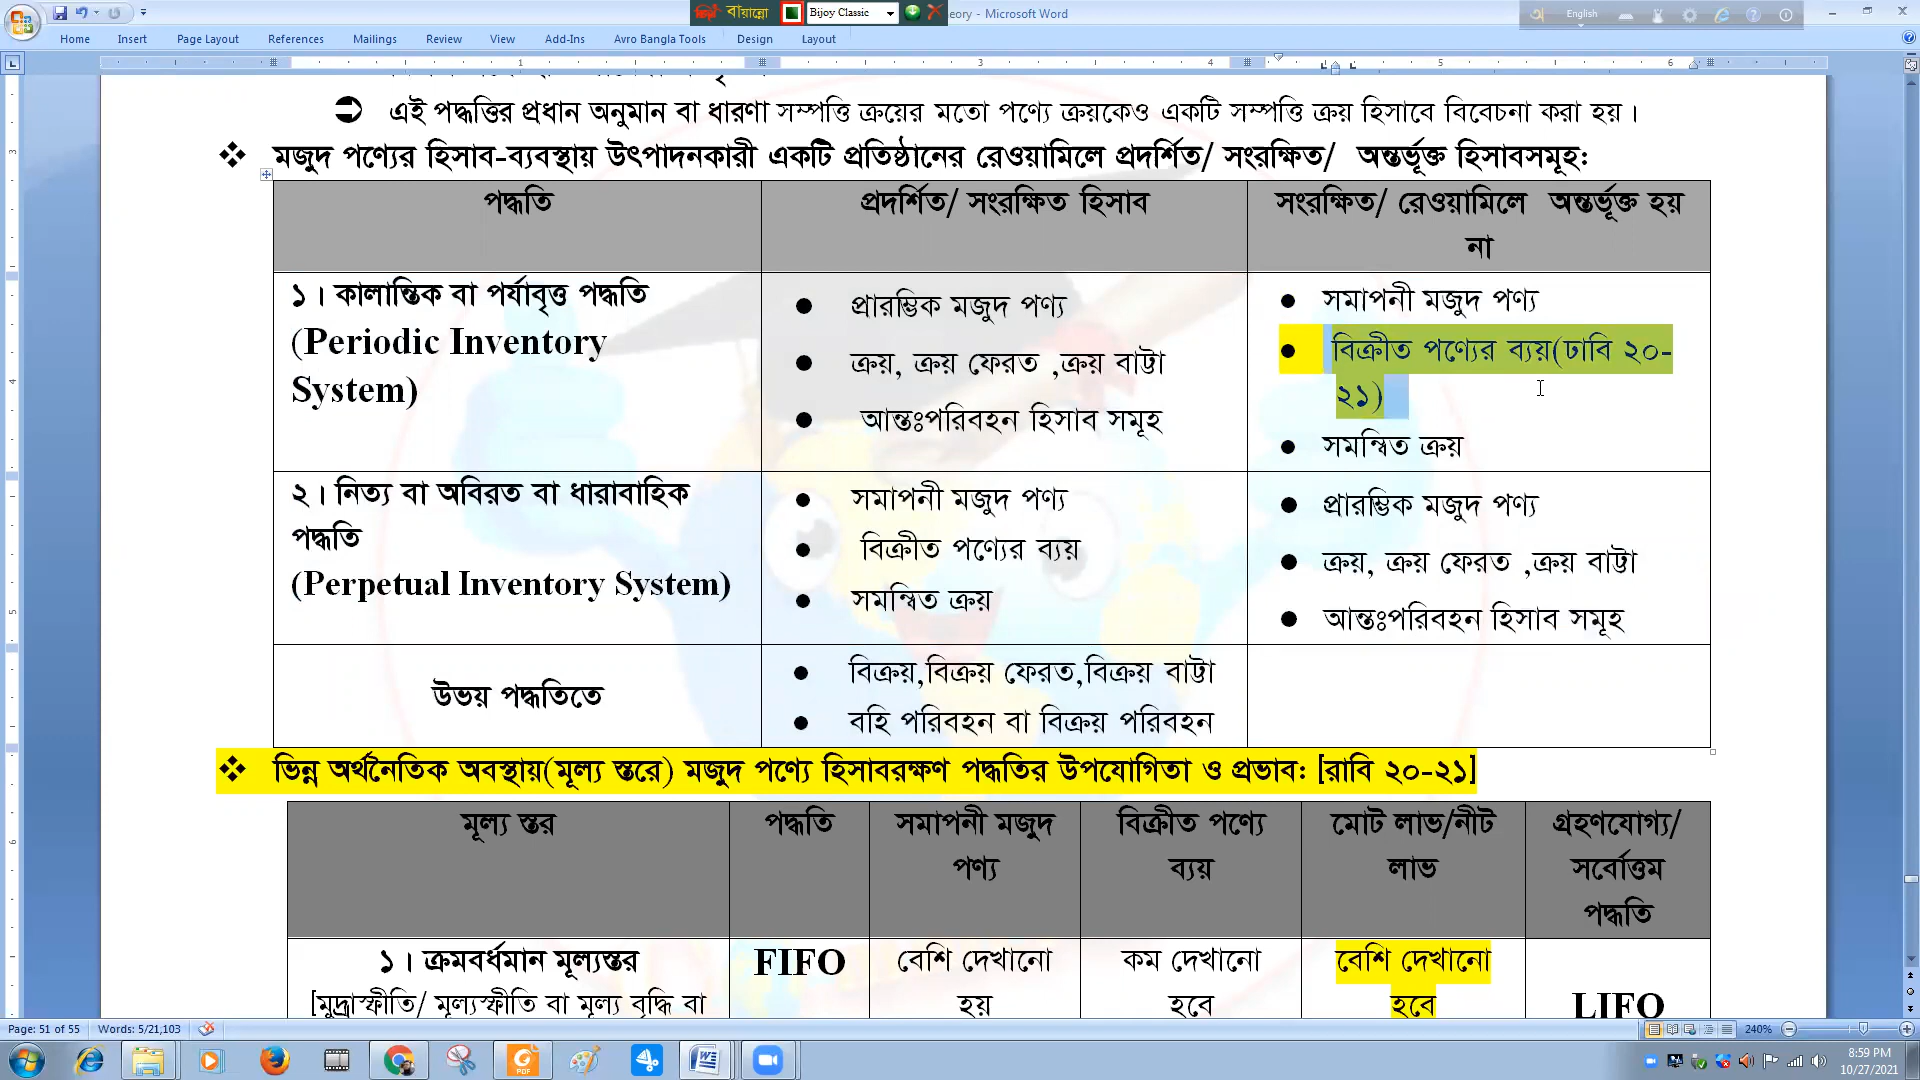 বায়ান্নো Bijoy Classic eory - Microsoft Word English
Home Insert Page Layout References Mailings Review View Add-Ins Avro Bangla Tools Design Layout
এই পদ্ধত্তির প্রধান অনুমান বা ধারণা সম্পত্তি ক্রয়ের মতো পণ্যে ক্রয়কেও একটি সম্পত্তি ক্রয় হিসাবে বিবেচনা করা হয়।
মজুদ পণ্যের হিসাব-ব্যবস্থায় উৎপাদনকারী একটি প্রতিষ্ঠানের রেওয়ামিলে প্রদর্শিত/ সংরক্ষিত/ অন্তর্ভূক্ত হিসাবসমূহ:
পদ্ধতি
প্রদর্শিত/ সংরক্ষিত হিসাব
সংরক্ষিত/ রেওয়ামিলে অন্তর্ভূক্ত হয়
না
১। কালান্তিক বা পর্যাবৃত্ত পদ্ধতি
(Periodic Inventory
System)
প্রারম্ভিক মজুদ পণ্য
ক্রয়, ক্রয় ফেরত ,ক্রয় বাট্টা
আন্তঃপরিবহন হিসাব সমূহ
সমাপনী মজুদ পণ্য
বিক্রীত পণ্যের ব্যয়(ঢাবি ২০-
২১)
সমন্বিত ক্রয়
২। নিত্য বা অবিরত বা ধারাবাহিক
পদ্ধতি
(Perpetual Inventory System)
সমাপনী মজুদ পণ্য
বিক্রীত পণ্যের ব্যয়
সমন্বিত ক্রয়
প্রারম্ভিক মজুদ পণ্য
ক্রয়, ক্রয় ফেরত ,ক্রয় বাট্টা
আন্তঃপরিবহন হিসাব সমূহ
উভয় পদ্ধতিতে
বিক্রয়,বিক্রয় ফেরত,বিক্রয় বাট্টা
বহি পরিবহন বা বিক্রয় পরিবহন
ভিন্ন অর্থনৈতিক অবস্থায়(মূল্য স্তরে) মজুদ পণ্যে হিসাবরক্ষণ পদ্ধতির উপযোগিতা ও প্রভাব: [রাবি ২০-২১]
মূল্য স্তর
পদ্ধতি
সমাপনী মজুদ
পণ্য
বিক্রীত পণ্যে
ব্যয়
মোট লাভ/নীট
লাভ
গ্রহণযোগ্য/
সর্বোত্তম
পদ্ধতি
১। ক্রমবর্ধমান মূল্যস্তর
[মুদ্রাস্ফীতি/ মূল্যস্ফীতি বা মূল্য বৃদ্ধি বা
FIFO
বেশি দেখানো
হয়
কম দেখানো
হবে
বেশি দেখানো
হবে
LIFO
Page: 51 of 55 Words: 5/21,103 240%
8:59 PM
10/27/2021